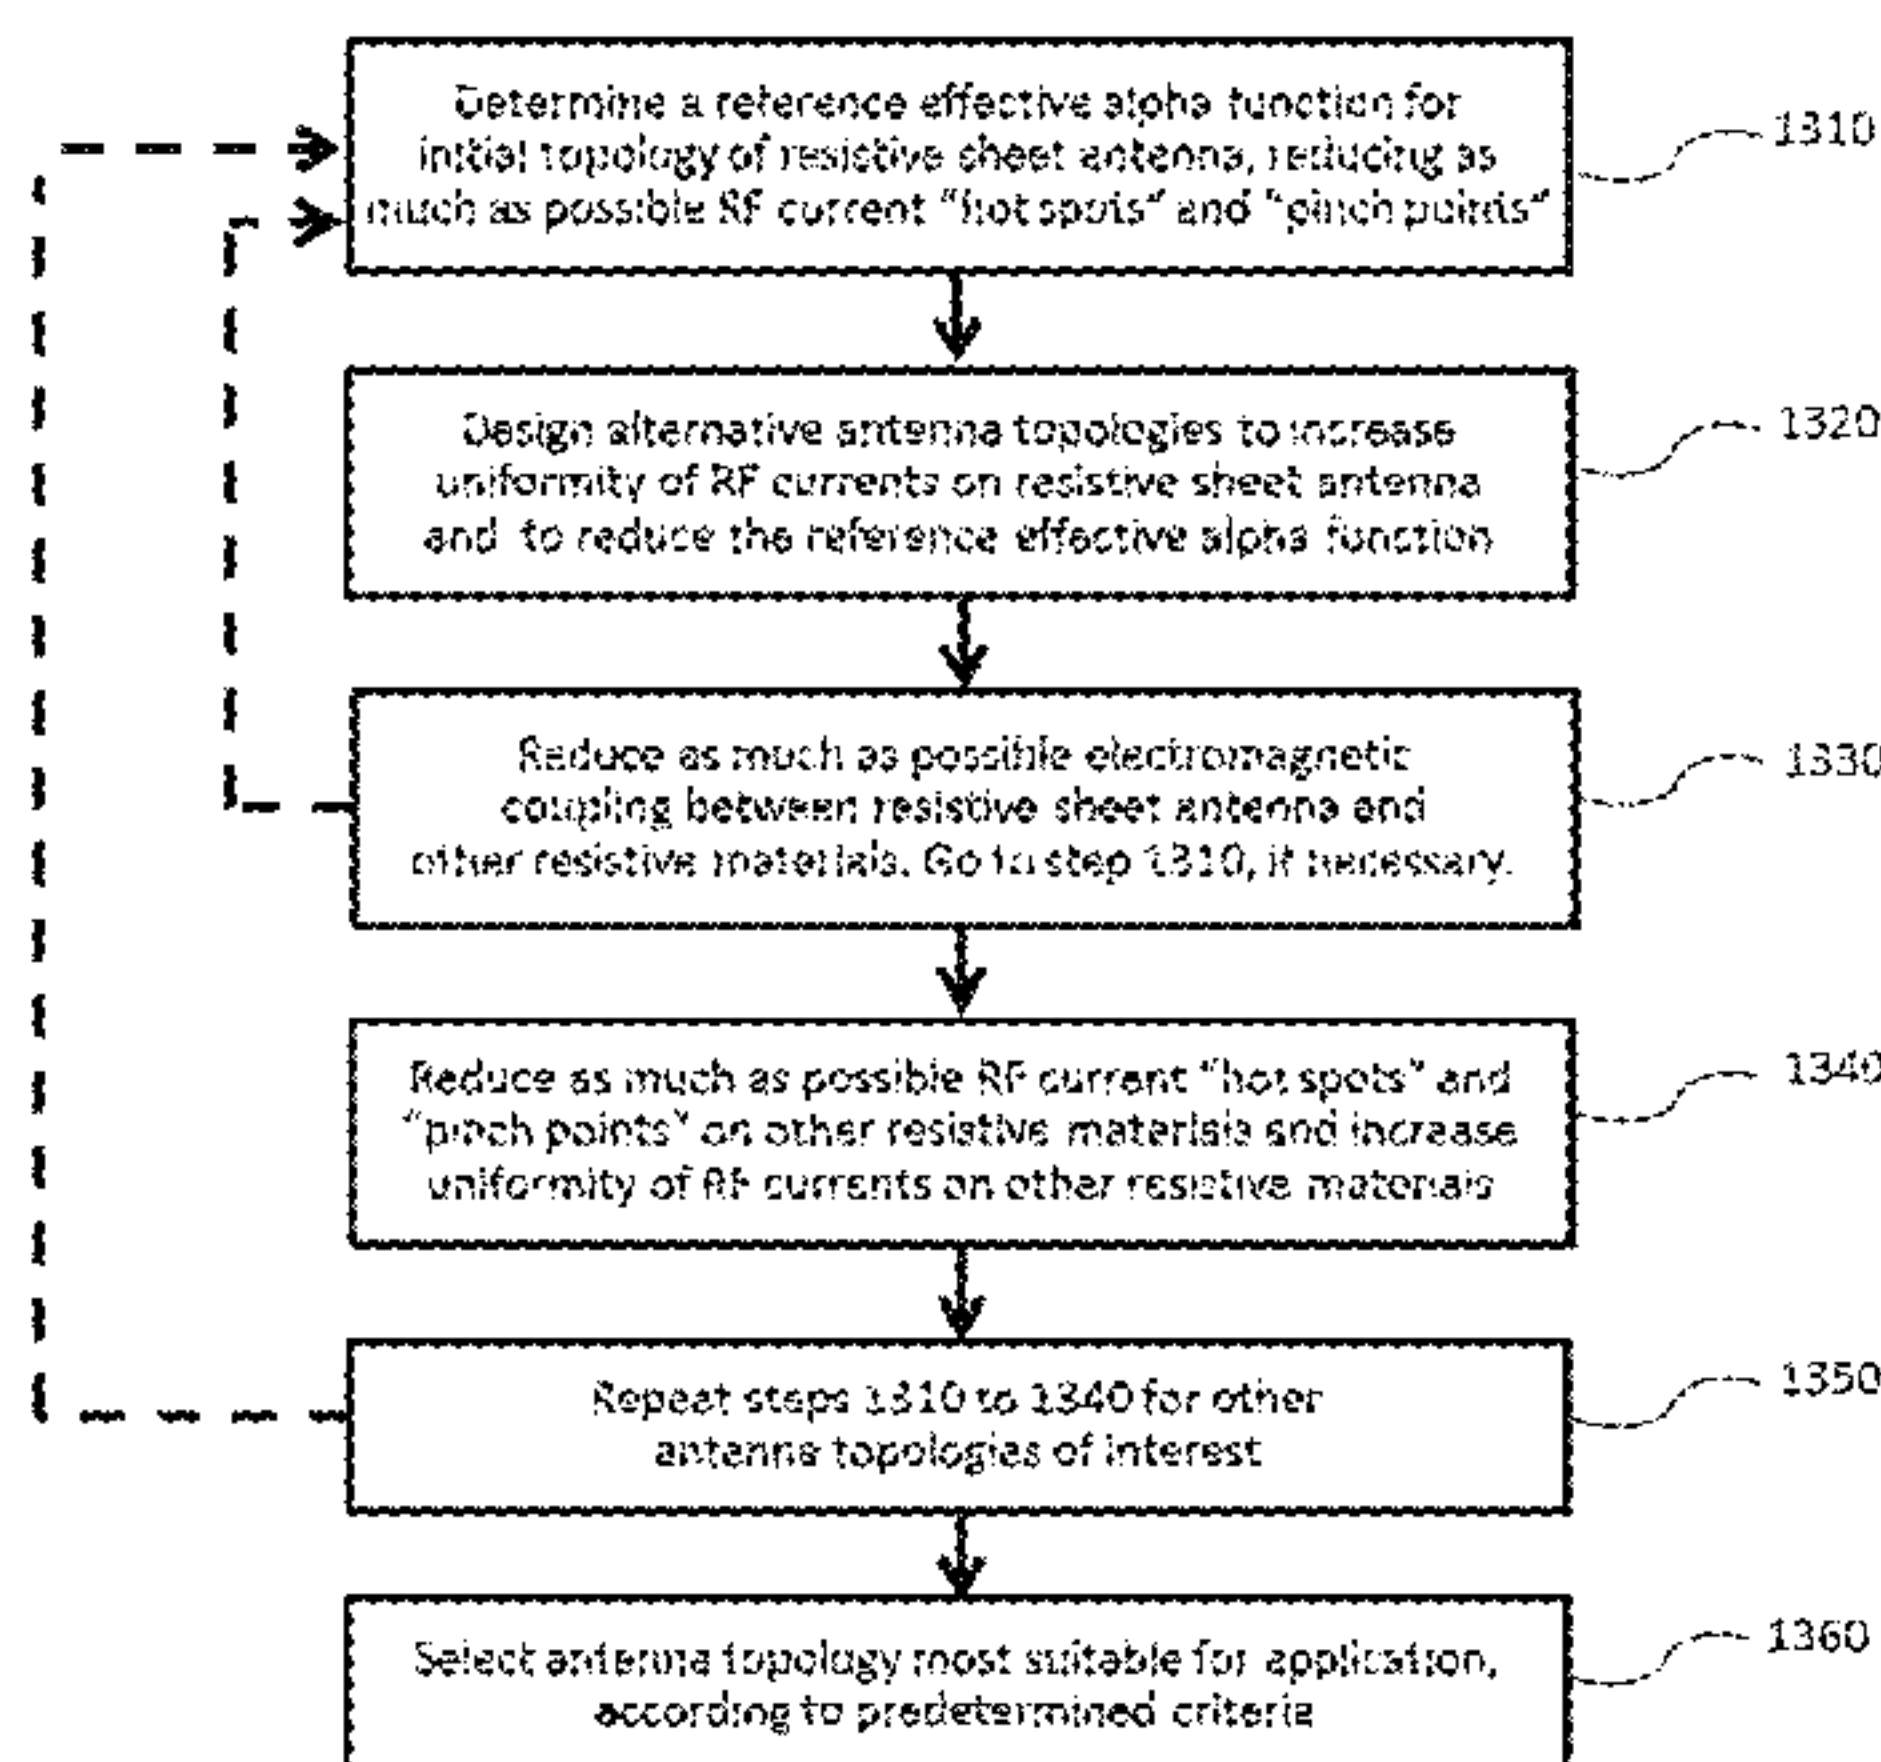 Determine a reference effective alpha function for
initial topology of resistive sheet antenna, reducing as
much as possible RF current "hot spots" and "pinch points"
1310
Design alternative antenna topologies to increase
uniformity of RF currents on resistive sheet antenna
and to reduce the reference effective alpha function
1320
Reduce as much as possible electromagnetic
coupling between resistive sheet antenna and
other resistive materials. Go to step 1310, if necessary.
1330
Reduce as much as possible RF current "hot spots" and
"pinch points" on other resistive materials and increase
uniformity of RF currents on other resistive materials
1340
Repeat steps 1310 to 1340 for other
antenna topologies of interest
1350
Select antenna topology most suitable for application,
according to predetermined criteria
1360